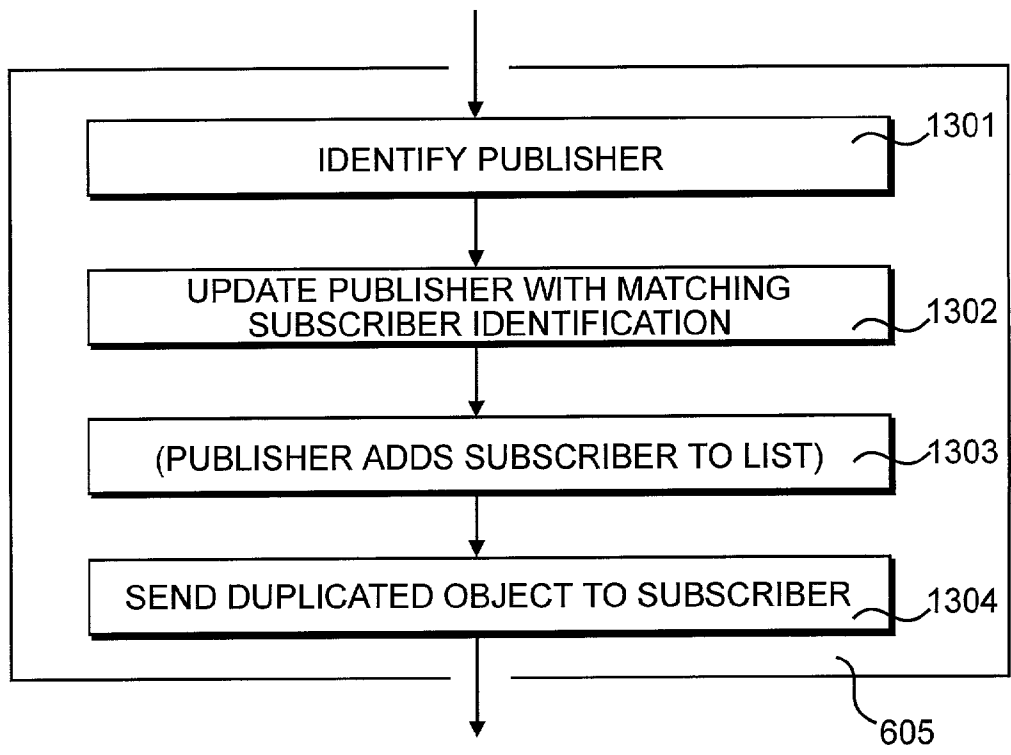 IDENTIFY PUBLISHER
1301
UPDATE PUBLISHER WITH MATCHING
SUBSCRIBER IDENTIFICATION
1302
(PUBLISHER ADDS SUBSCRIBER TO LIST)
1303
SEND DUPLICATED OBJECT TO SUBSCRIBER
1304
605